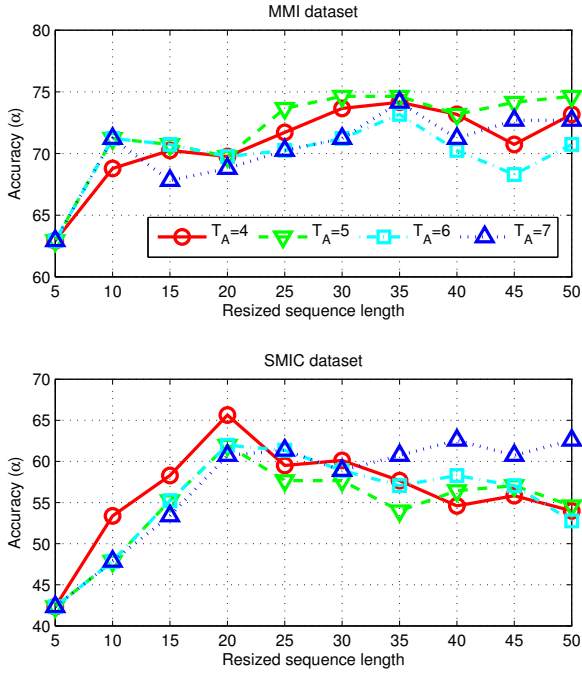 MMI dataset
80
75
70
65
60
Accuracy (α)
T_A=4 T_A=5 T_A=6 T_A=7
5 10 15 20 25 30 35 40 45 50
Resized sequence length
SMIC dataset
70
65
60
55
50
45
40
Accuracy (α)
5 10 15 20 25 30 35 40 45 50
Resized sequence length